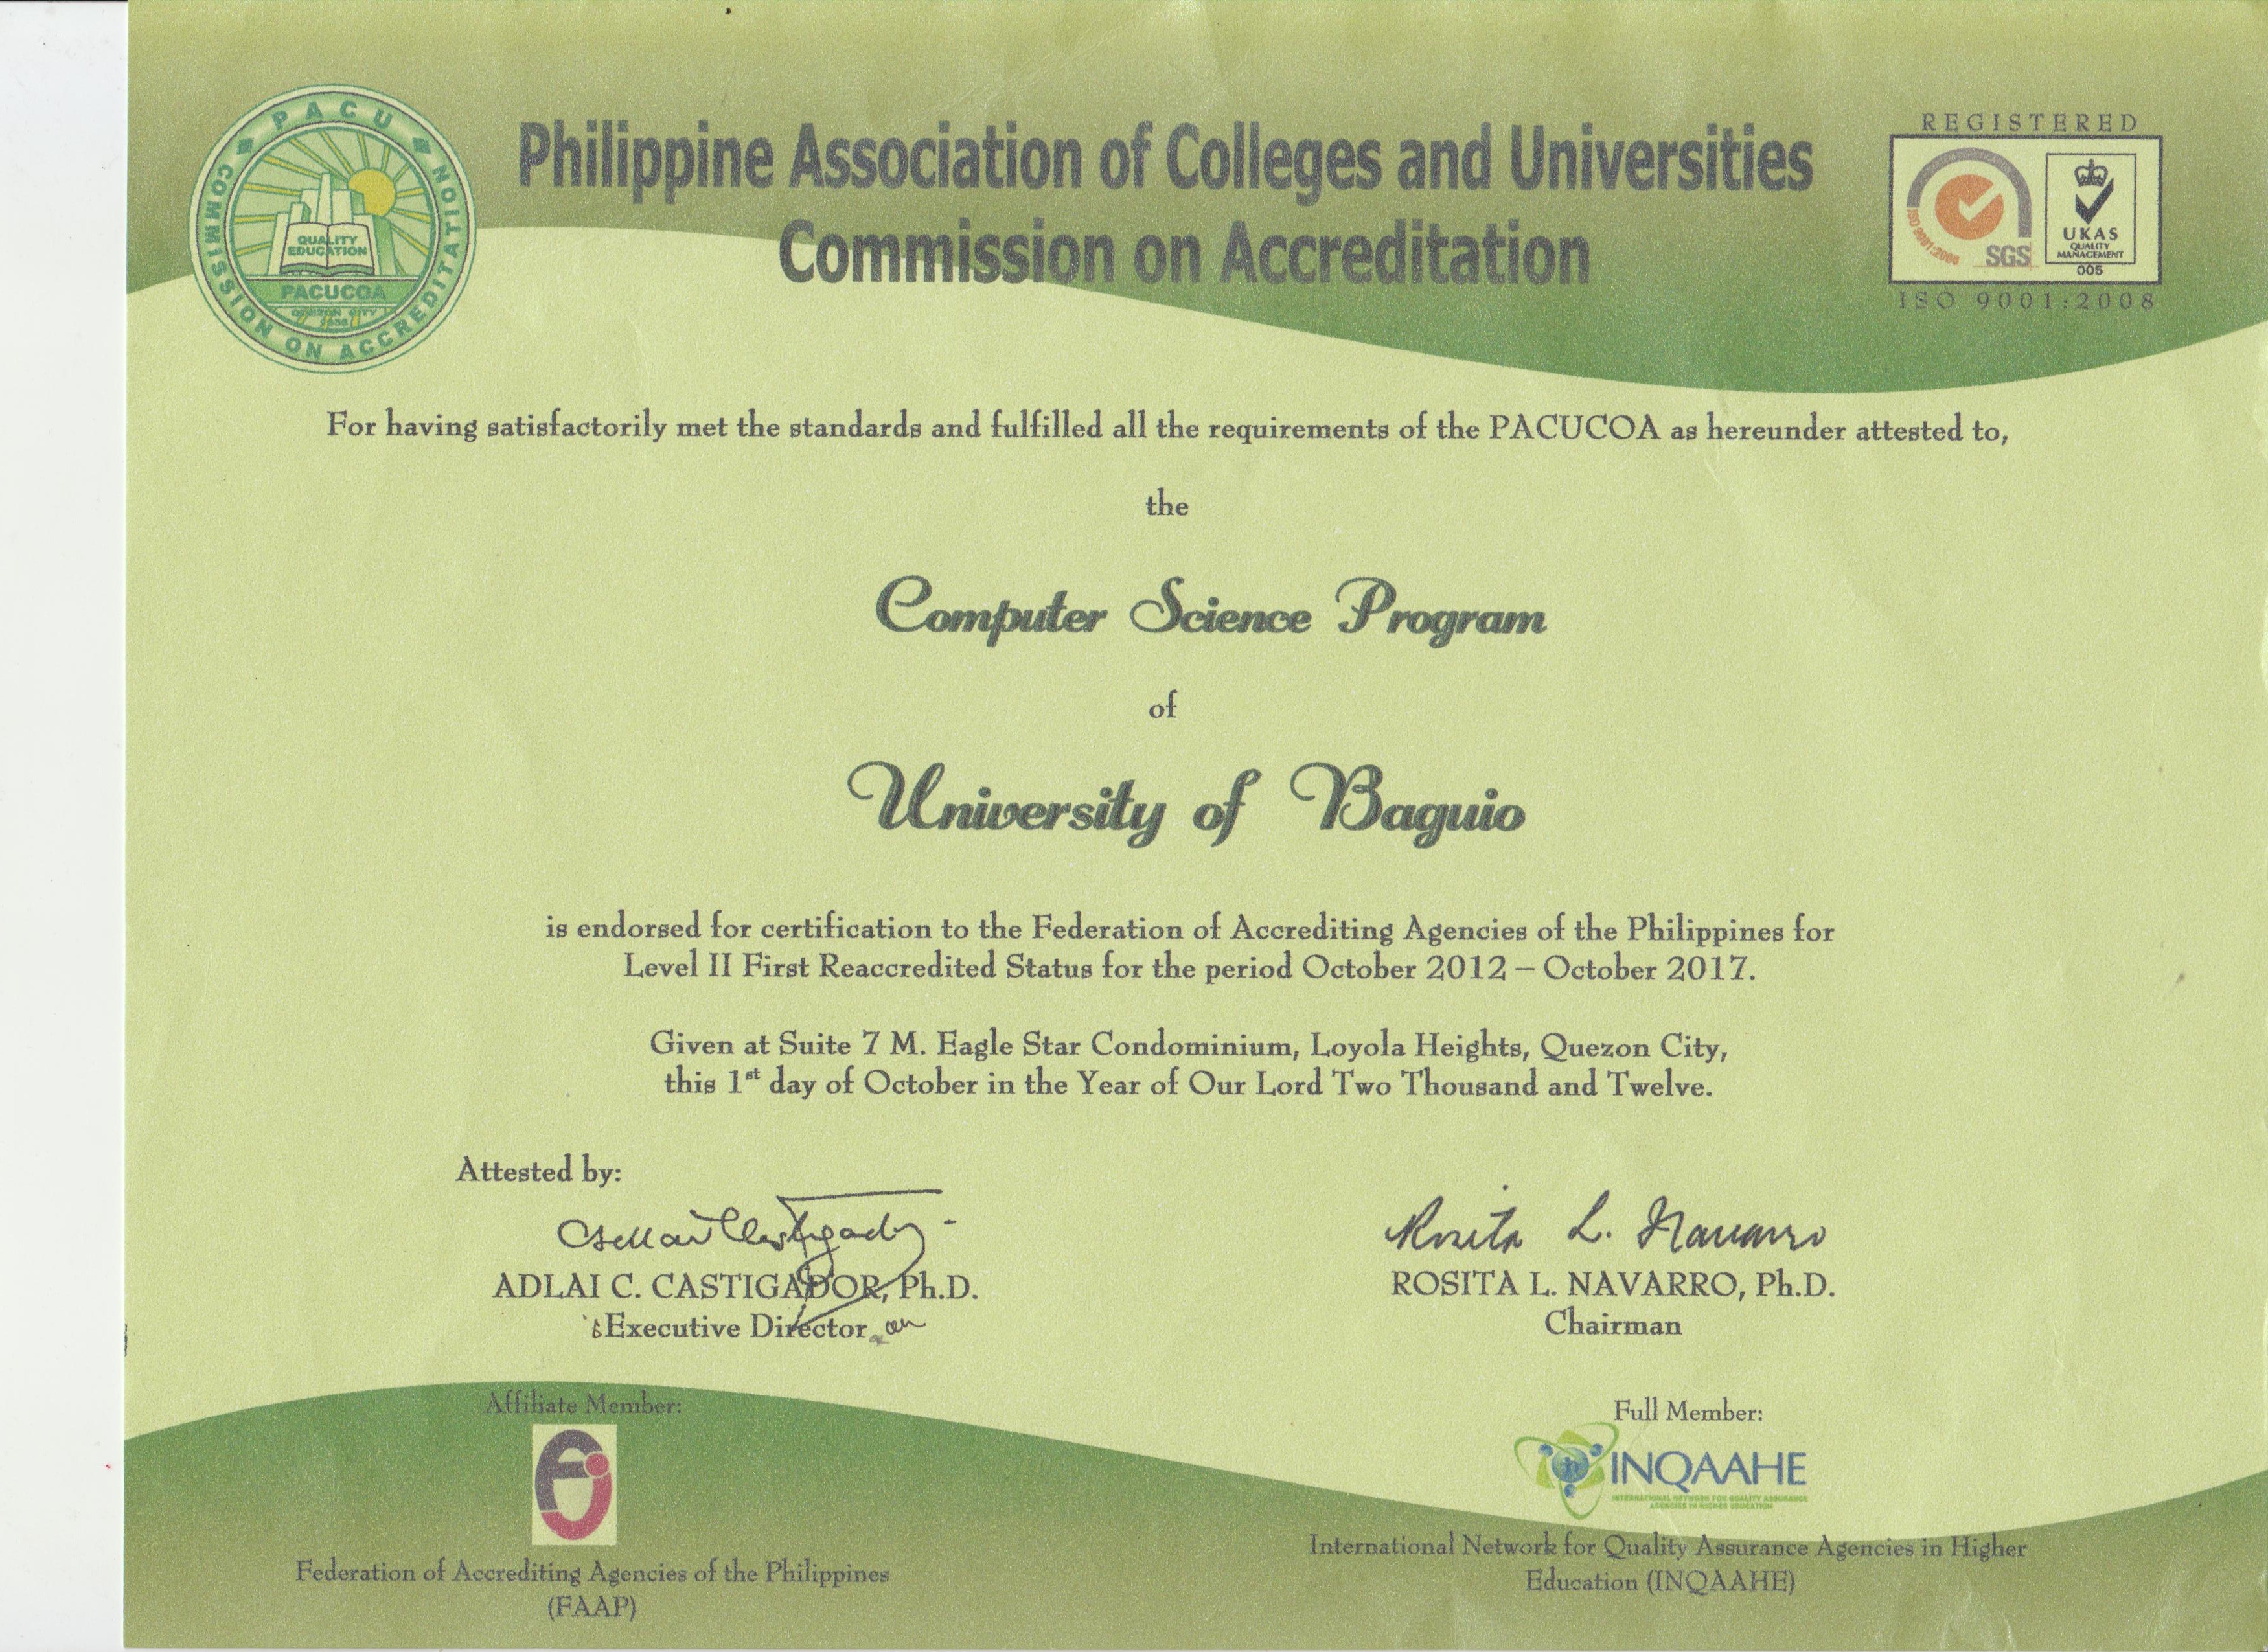 PACU
COMMISSION ON ACCREDITATION
QUALITY
EDUCATION
PACUCOA
QUEZON CITY
Philippine Association of Colleges and Universities
Commission on Accreditation
REGISTERED
ISO 9001:2008
SGS
UKAS
QUALITY
MANAGEMENT
005
ISO 9001:2008
For having satisfactorily met the standards and fulfilled all the requirements of the PACUCOA as hereunder attested to,
the
Computer Science Program
of
University of Baguio
is endorsed for certification to the Federation of Accrediting Agencies of the Philippines for
Level II First Reaccredited Status for the period October 2012 – October 2017.
Given at Suite 7 M. Eagle Star Condominium, Loyola Heights, Quezon City,
this 1st day of October in the Year of Our Lord Two Thousand and Twelve.
Attested by:
Rosita L. Navarro
ADLAI C. CASTIGADOR, Ph.D.
Executive Director
ROSITA L. NAVARRO, Ph.D.
Chairman
Affiliate Member:
Federation of Accrediting Agencies of the Philippines
(FAAP)
Full Member:
INQAAHE
INTERNATIONAL NETWORK FOR QUALITY ASSURANCE
AGENCIES IN HIGHER EDUCATION
International Network for Quality Assurance Agencies in Higher
Education (INQAAHE)